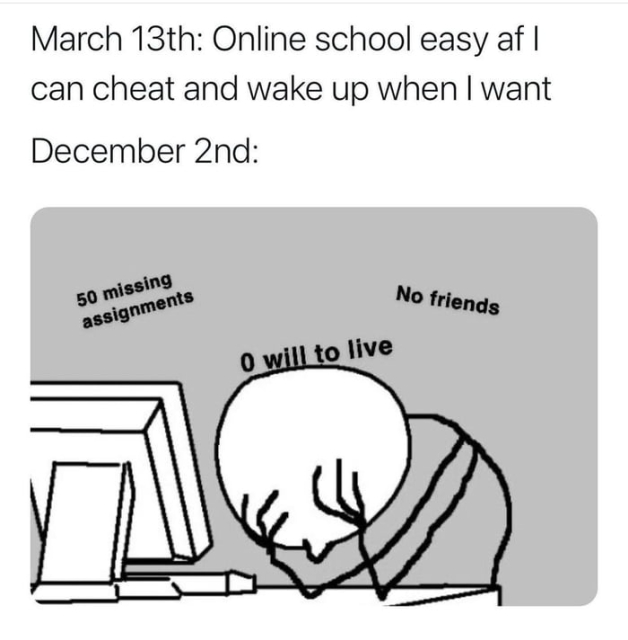 March 13th: Online school easy af I
can cheat and wake up when I want
December 2nd:
50 missing
assignments
No friends
0 will to live